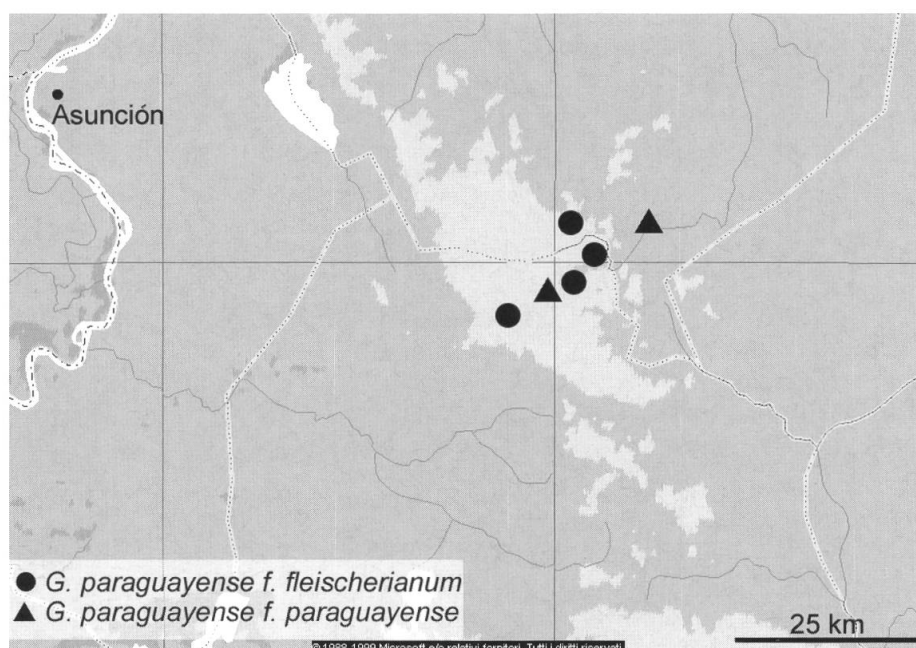 Asunción
G. paraguayense f. fleischerianum
G. paraguayense f. paraguayense
25 km
© 1988-1999 Microsoft e/o relativi fornitori. Tutti i diritti riservati.